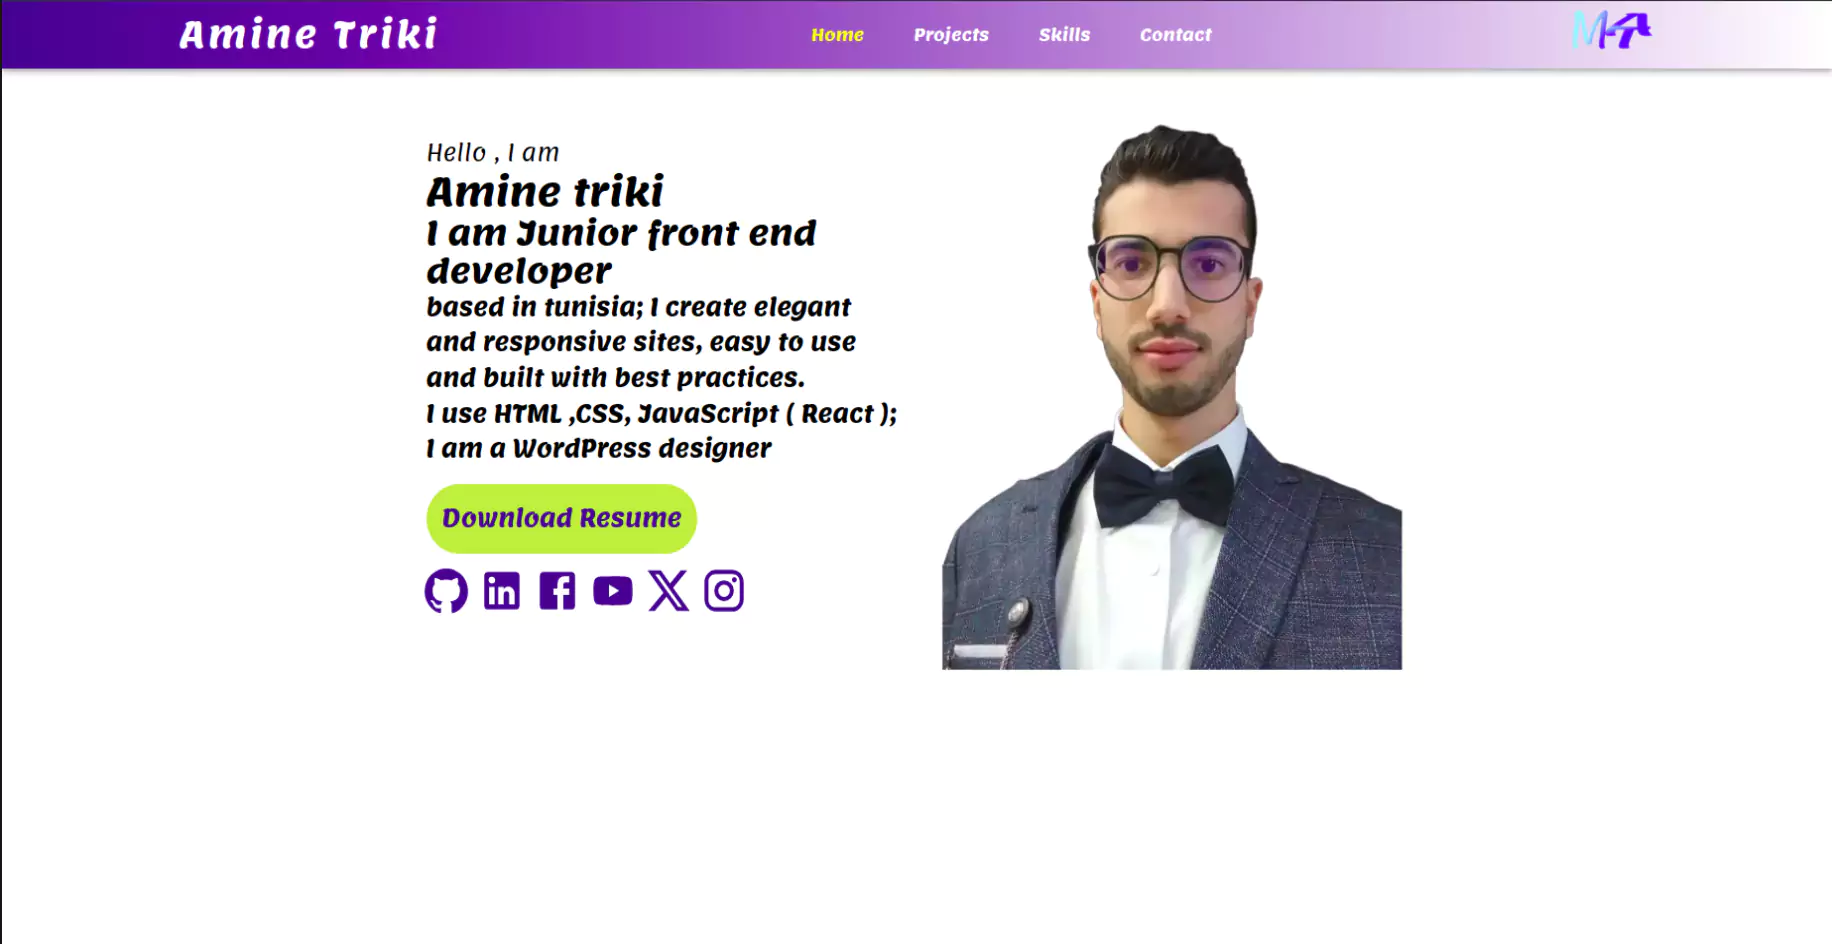 Amine Triki
Home Projects Skills Contact
MAT
Hello , I am
Amine triki
I am Junior front end
developer
based in tunisia; I create elegant
and responsive sites, easy to use
and built with best practices.
I use HTML ,CSS, JavaScript ( React );
I am a WordPress designer
Download Resume